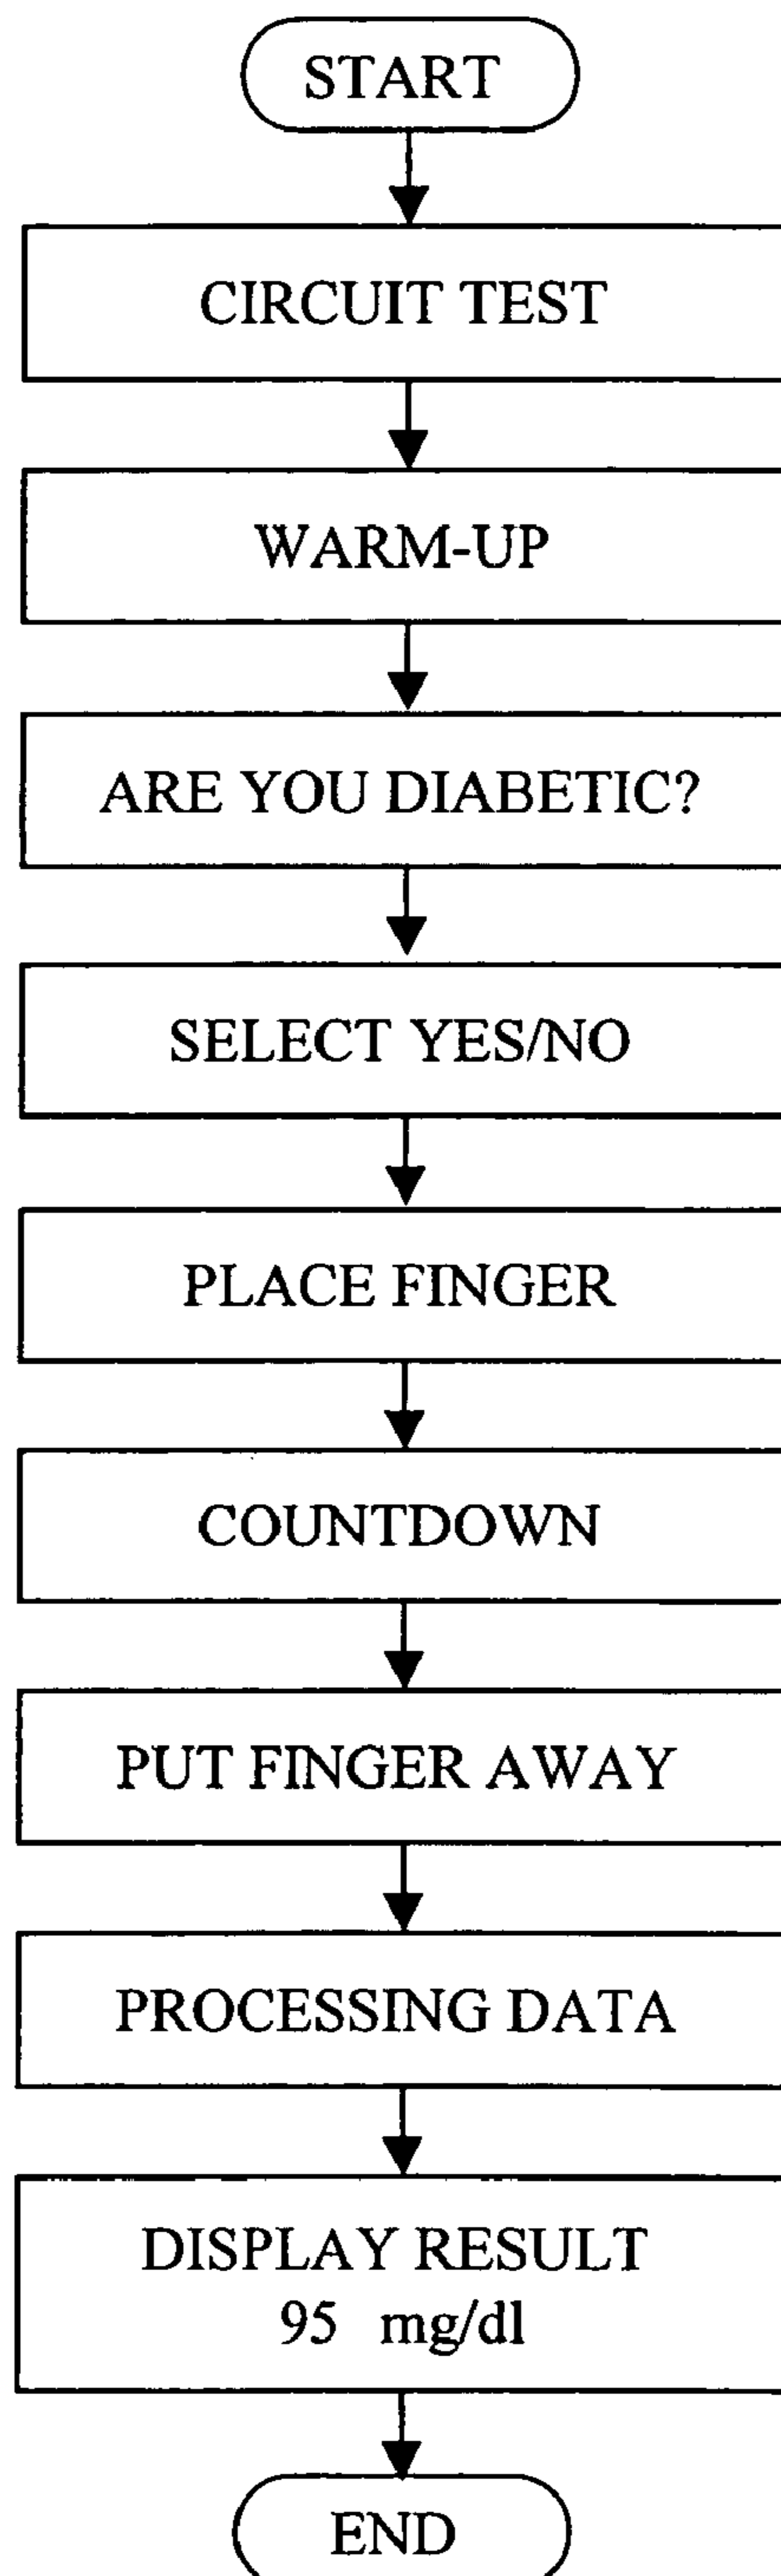 START
CIRCUIT TEST
WARM-UP
ARE YOU DIABETIC?
SELECT YES/NO
PLACE FINGER
COUNTDOWN
PUT FINGER AWAY
PROCESSING DATA
DISPLAY RESULT
95 mg/dl
END